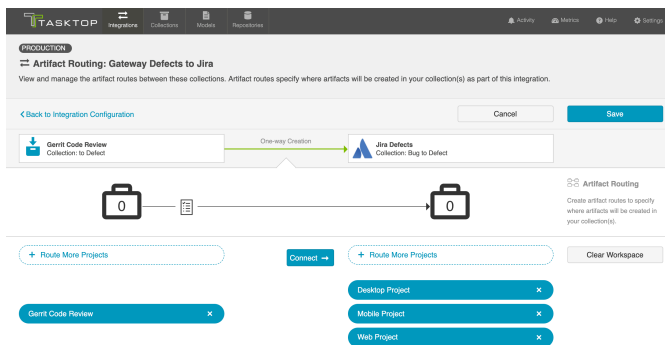 TASKTOP
Integrations
Collections
Models
Repositories
Activity
Metrics
Help
Settings
PRODUCTION
Artifact Routing: Gateway Defects to Jira
View and manage the artifact routes between these collections. Artifact routes specify where artifacts will be created in your collection(s) as part of this integration.
Back to Integration Configuration
Cancel
Save
Gerrit Code Review
Collection: to Defect
One-way Creation
Jira Defects
Collection: Bug to Defect
0
0
Artifact Routing
Create artifact routes to specify
where artifacts will be created in
your collection(s).
+ Route More Projects
Connect →
+ Route More Projects
Clear Workspace
Desktop Project ×
Gerrit Code Review ×
Mobile Project ×
Web Project ×